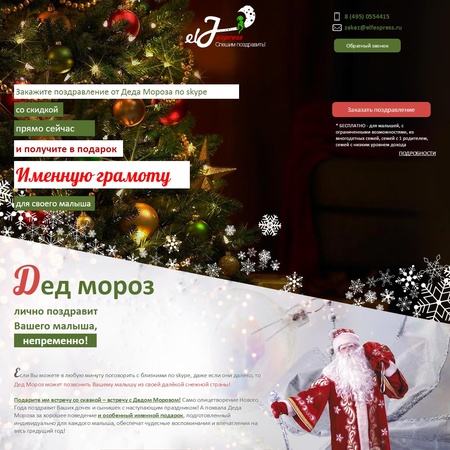 elf
express
Спешим поздравить!
8 (495) 0554415
zakaz@elfexpress.ru
Обратный звонок
Закажите поздравление от Деда Мороза по skype
со скидкой
прямо сейчас
и получите в подарок
Именную грамоту
для своего малыша
Заказать поздравление
* БЕСПЛАТНО - для малышей, с
ограниченными возможностями, из
многодетных семей, семей с 1 родителем,
семей с низким уровнем дохода
ПОДРОБНОСТИ
Дед мороз
лично поздравит
Вашего малыша,
непременно!
Если Вы можете в любую минуту поговорить с близкими по skype, даже если они далеко, то
Дед Мороз может позвонить Вашему малышу из своей далёкой снежной страны!
Подарите им встречу со сказкой – встречу с Дедом Морозом! Само олицетворение Нового
Года поздравит Ваших дочек и сынишек с наступающим праздником! А похвала Деда
Мороза за хорошее поведение и особенный именной подарок, подготовленный
индивидуально для каждого малыша, обеспечат чудесные воспоминания и впечатления на
весь грядущий год!